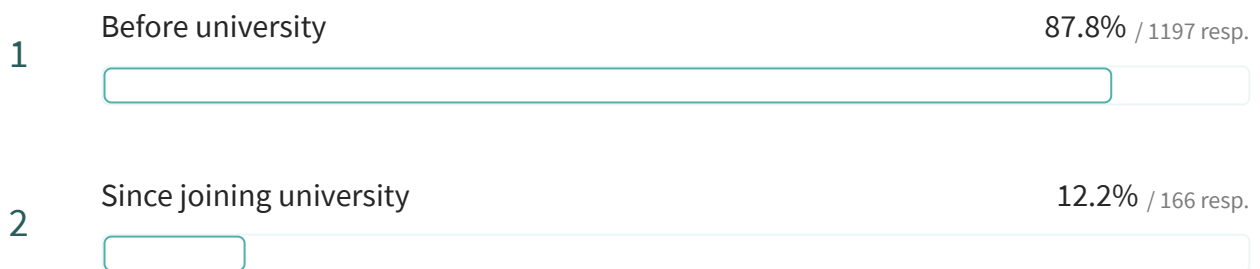 1 Before university 87.8% / 1197 resp.
2 Since joining university 12.2% / 166 resp.